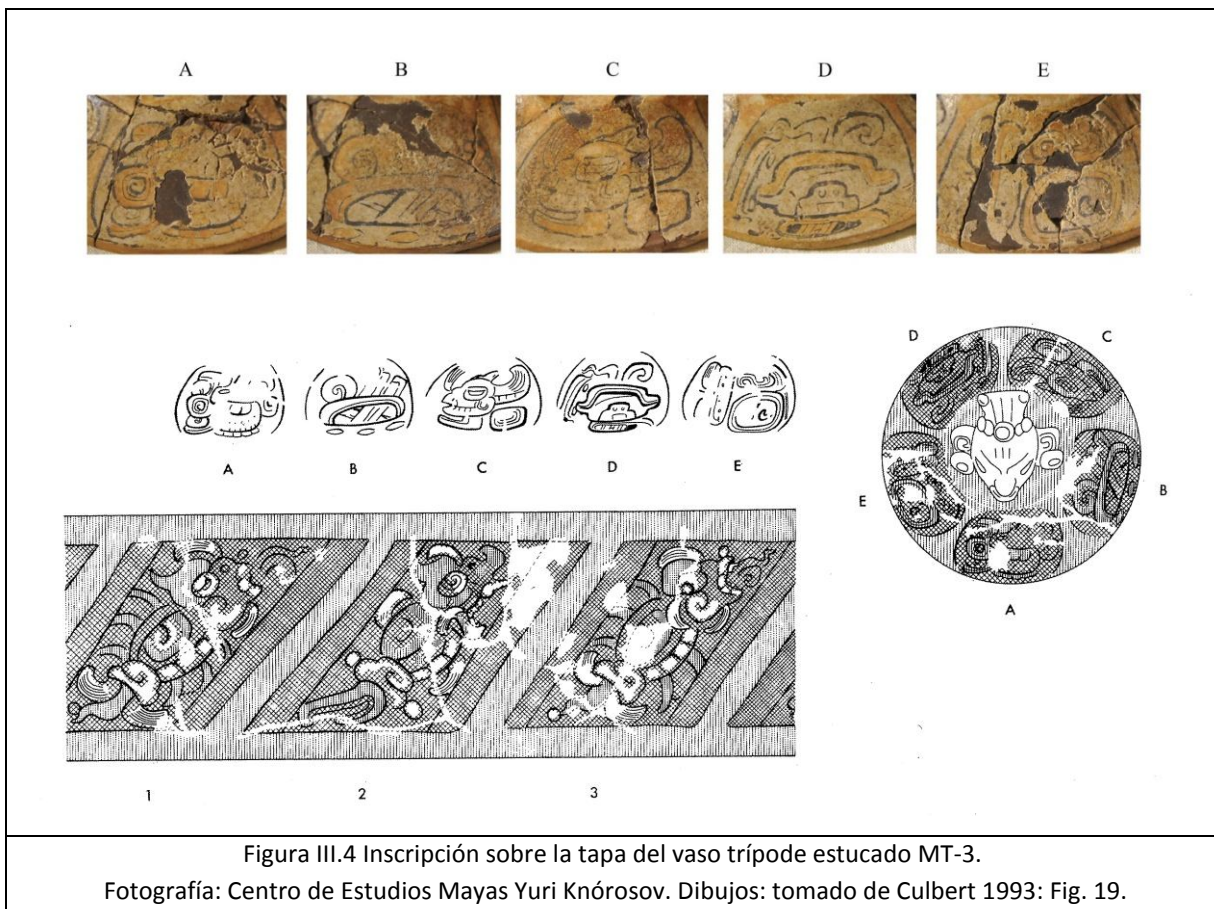 A B C D E
D C
A B C D E
E B
A
1 2 3
Figura III.4 Inscripción sobre la tapa del vaso trípode estucado MT-3.
Fotografía: Centro de Estudios Mayas Yuri Knórosov. Dibujos: tomado de Culbert 1993: Fig. 19.